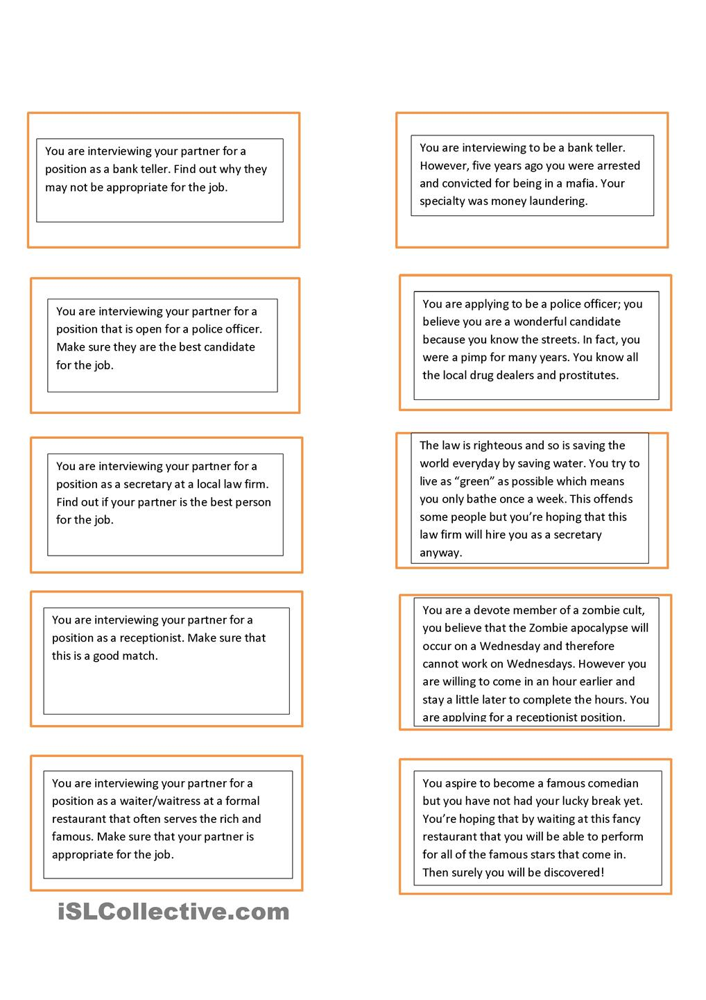 You are interviewing your partner for a
position as a bank teller. Find out why they
may not be appropriate for the job.
You are interviewing to be a bank teller.
However, five years ago you were arrested
and convicted for being in a mafia. Your
specialty was money laundering.
You are interviewing your partner for a
position that is open for a police officer.
Make sure they are the best candidate
for the job.
You are applying to be a police officer; you
believe you are a wonderful candidate
because you know the streets. In fact, you
were a pimp for many years. You know all
the local drug dealers and prostitutes.
You are interviewing your partner for a
position as a secretary at a local law firm.
Find out if your partner is the best person
for the job.
The law is righteous and so is saving the
world everyday by saving water. You try to
live as “green” as possible which means
you only bathe once a week. This offends
some people but you’re hoping that this
law firm will hire you as a secretary
anyway.
You are interviewing your partner for a
position as a receptionist. Make sure that
this is a good match.
You are a devote member of a zombie cult,
you believe that the Zombie apocalypse will
occur on a Wednesday and therefore
cannot work on Wednesdays. However you
are willing to come in an hour earlier and
stay a little later to complete the hours. You
are applying for a receptionist position.
You are interviewing your partner for a
position as a waiter/waitress at a formal
restaurant that often serves the rich and
famous. Make sure that your partner is
appropriate for the job.
You aspire to become a famous comedian
but you have not had your lucky break yet.
You’re hoping that by waiting at this fancy
restaurant that you will be able to perform
for all of the famous stars that come in.
Then surely you will be discovered!
iSLCollective.com